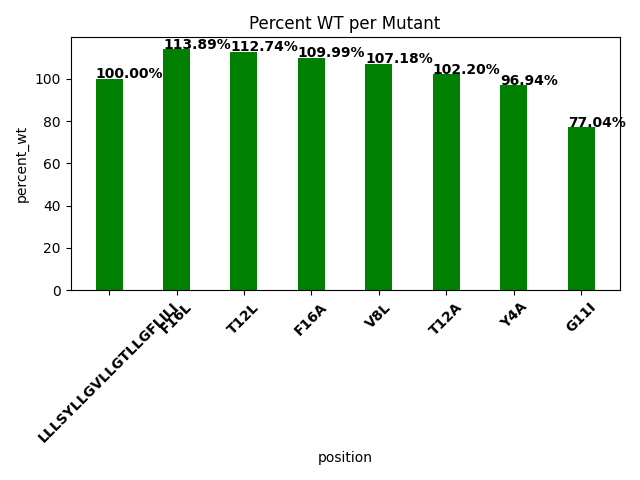 Percent WT per Mutant
100.00%
113.89%
112.74%
109.99%
107.18%
102.20%
96.94%
77.04%
percent_wt
100
80
60
40
20
0
LLLSYLLGVVLLGTLLGFLILI
F16L
T12L
F16A
V8L
T12A
Y4A
G11I
position